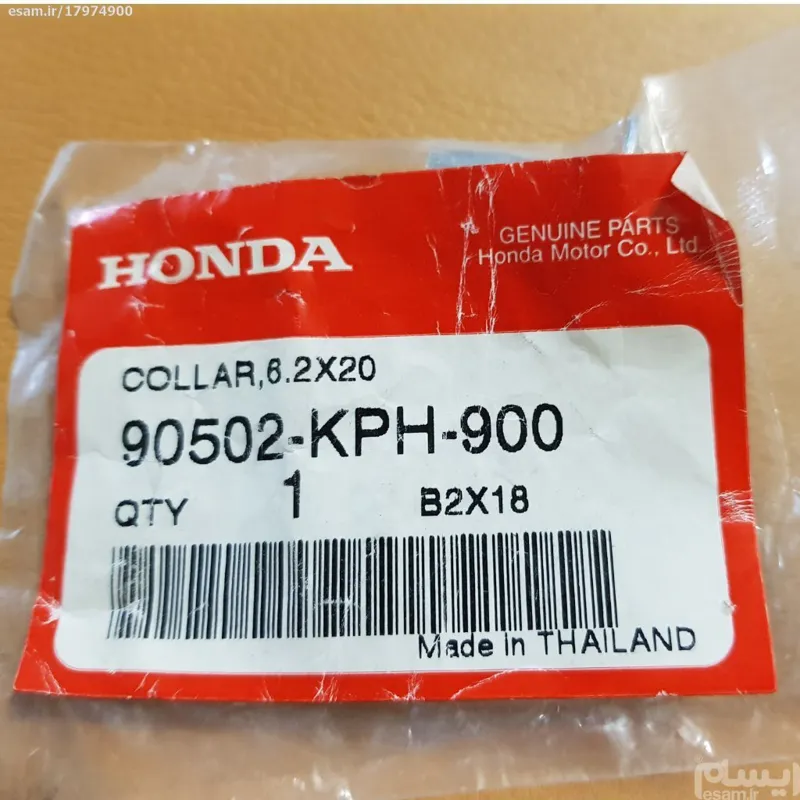 esam.ir/17974900
HONDA
GENUINE PARTS
Honda Motor Co., Ltd.
COLLAR,6.2X20
90502-KPH-900
QTY 1 B2X18
Made in THAILAND
ایسام
esam.ir